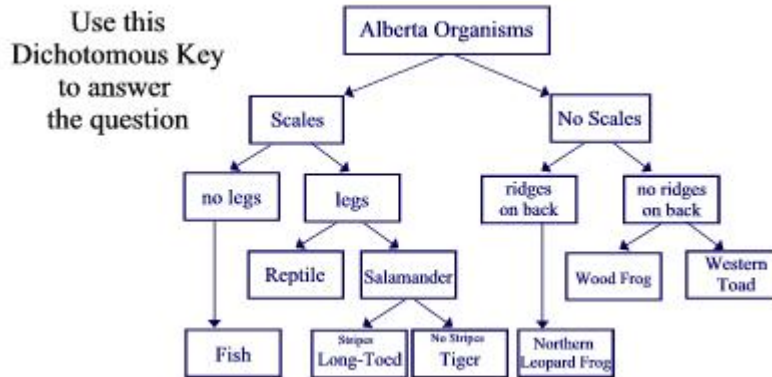 Use this
Dichotomous Key
to answer
the question
Alberta Organisms
Scales
No Scales
no legs
legs
ridges
on back
no ridges
on back
Reptile
Salamander
Wood Frog
Western
Toad
Fish
Stripes
Long-Toed
No Stripes
Tiger
Northern
Leopard Frog